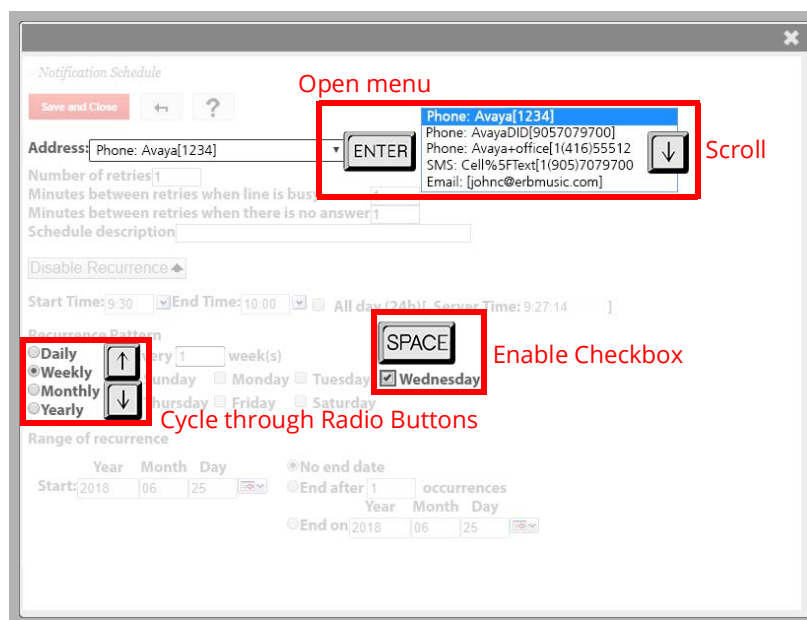 Notification Schedule
Open menu
Save and Close
?
Phone: Avaya[1234]
Phone: AvayaDID[9057079700]
Phone: Avaya+office[1(416)55512
SMS: Cell%5FText[1(905)7079700
Email: [johnc@erbmusic.com]
Address: Phone: Avaya[1234]
ENTER
↓
Scroll
Number of retries 1
Minutes between retries when line is busy 1
Minutes between retries when there is no answer 1
Schedule description
Disable Recurrence
Start Time: 9:30 End Time: 10:00 All day (24h)[ Server Time: 9:27:14 ]
Recurrence Pattern
SPACE
Enable Checkbox
Daily
↑
very 1 week(s)
Weekly
unday Monday Tuesday Wednesday
Monthly
↓
hursday Friday Saturday
Yearly
Cycle through Radio Buttons
Range of recurrence
Year Month Day
No end date
Start: 2018 06 25
End after 1 occurrences
Year Month Day
End on 2018 06 25